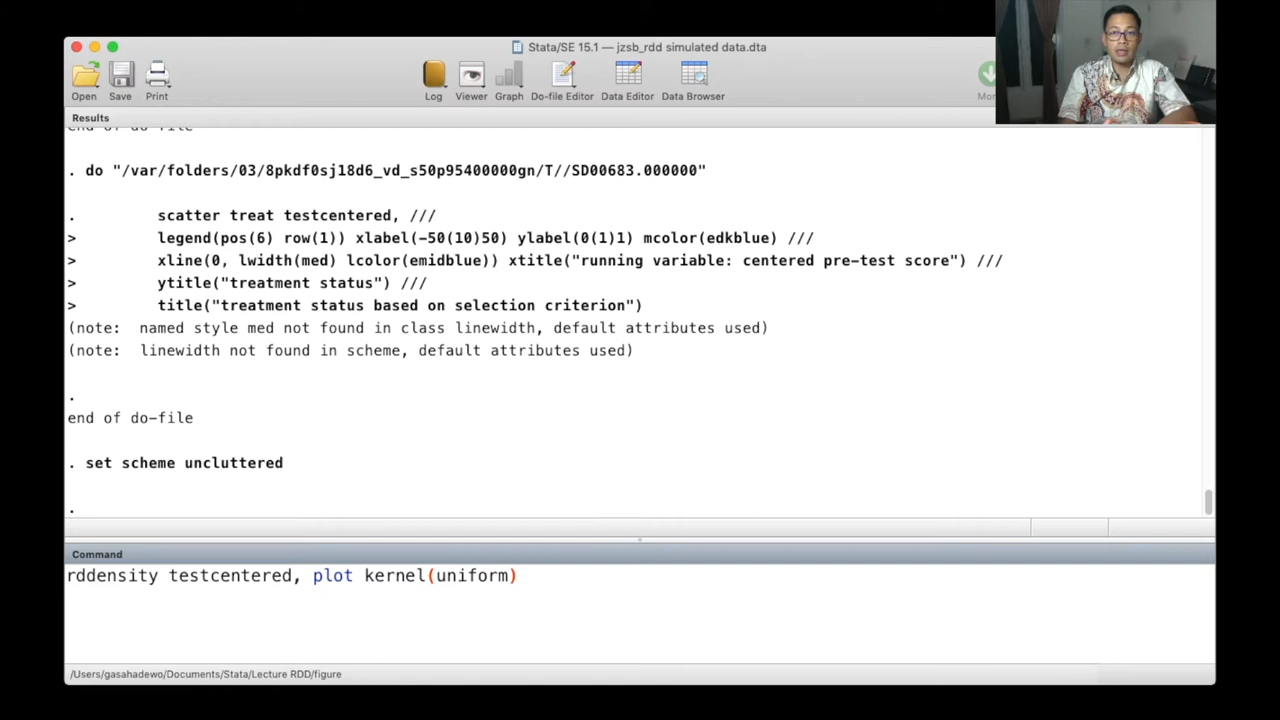 Stata/SE 15.1 — jzsb_rdd simulated data.dta
Open Save Print Log Viewer Graph Do-file Editor Data Editor Data Browser
Results
end of do-file
. do "/var/folders/03/8pkdf0sj18d6_vd_s50p95400000gn/T//SD00683.000000"
. scatter treat testcentered, ///
> legend(pos(6) row(1)) xlabel(-50(10)50) ylabel(0(1)1) mcolor(edkblue) ///
> xline(0, lwidth(med) lcolor(emidblue)) xtitle("running variable: centered pre-test score") ///
> ytitle("treatment status") ///
> title("treatment status based on selection criterion")
(note:  named style med not found in class linewidth, default attributes used)
(note:  linewidth not found in scheme, default attributes used)
.
end of do-file
. set scheme uncluttered
.
Command
rddensity testcentered, plot kernel(uniform)
/Users/gasahadewo/Documents/Stata/Lecture RDD/figure